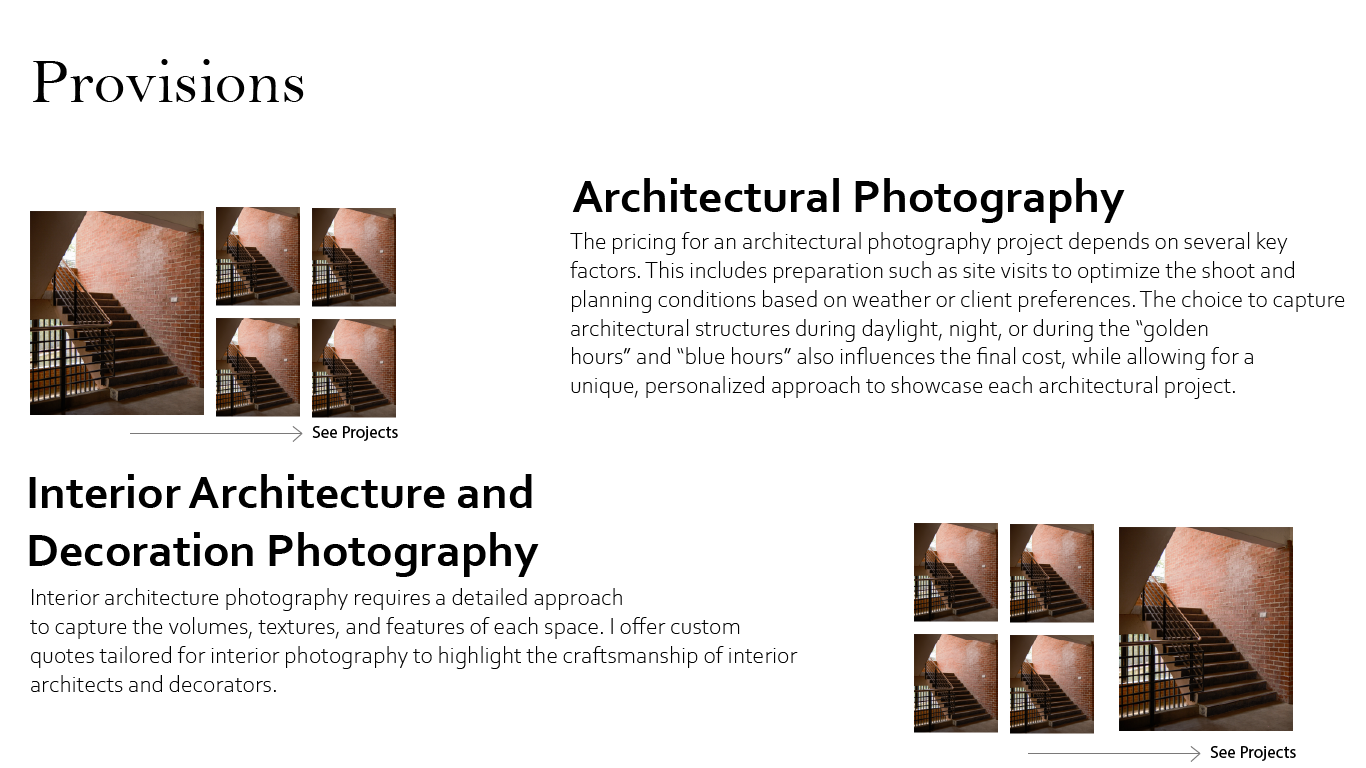 Provisions
Architectural Photography
The pricing for an architectural photography project depends on several key
factors. This includes preparation such as site visits to optimize the shoot and
planning conditions based on weather or client preferences. The choice to capture
architectural structures during daylight, night, or during the “golden
hours” and “blue hours” also influences the final cost, while allowing for a
unique, personalized approach to showcase each architectural project.
See Projects
Interior Architecture and
Decoration Photography
Interior architecture photography requires a detailed approach
to capture the volumes, textures, and features of each space. I offer custom
quotes tailored for interior photography to highlight the craftsmanship of interior
architects and decorators.
See Projects